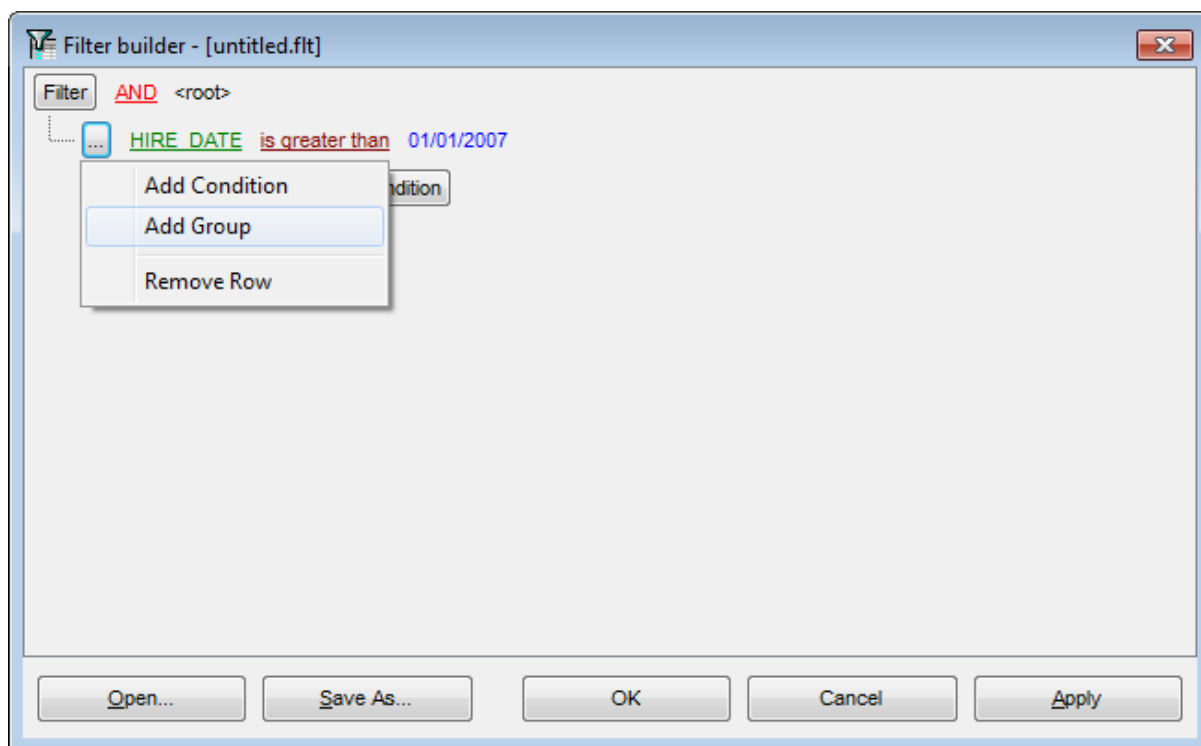 Filter builder - [untitled.flt]
Filter AND <root>
... HIRE_DATE is greater than 01/01/2007
Add Condition
Add Group
Remove Row
Open... Save As... OK Cancel Apply